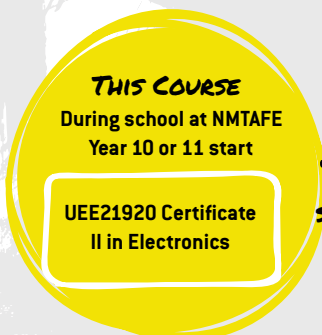 THIS COURSE
During school at NMTAFE
Year 10 or 11 start
UEE21920 Certificate
II in Electronics